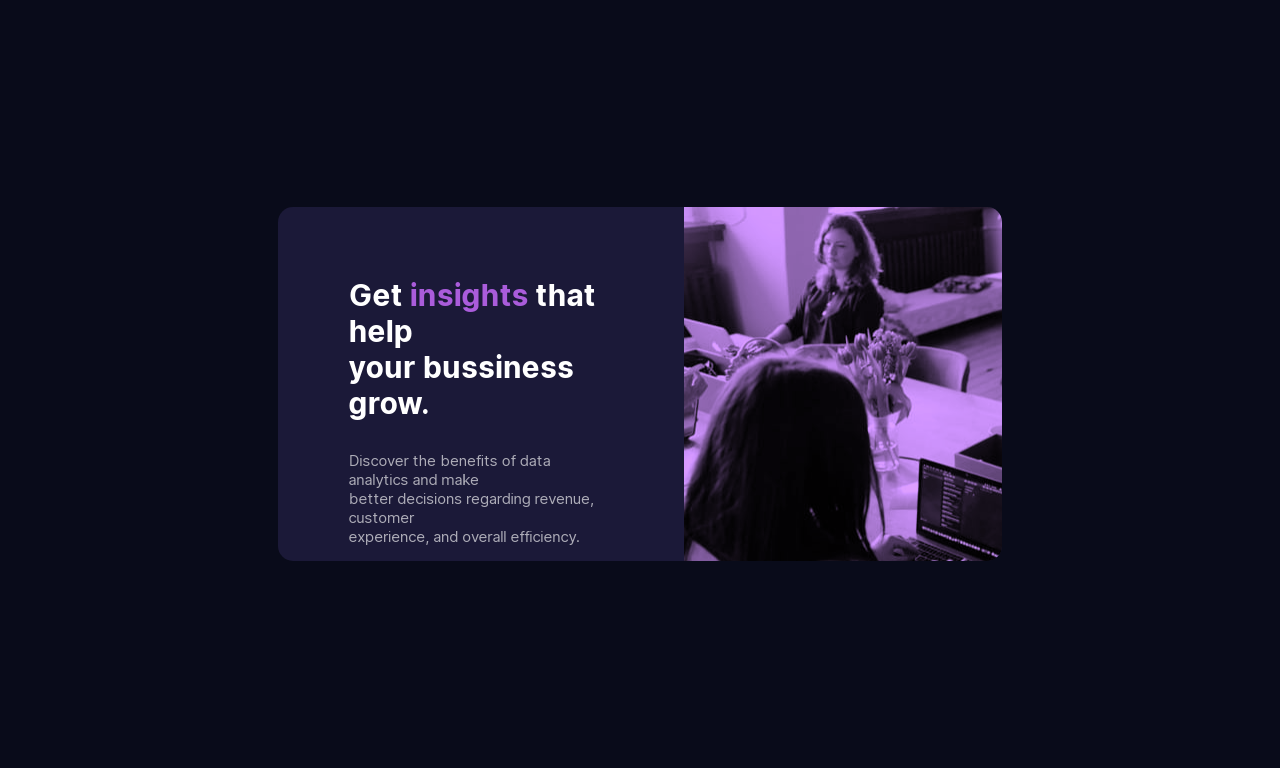 Get insights that
help
your bussiness
grow.
Discover the benefits of data
analytics and make
better decisions regarding revenue,
customer
experience, and overall efficiency.